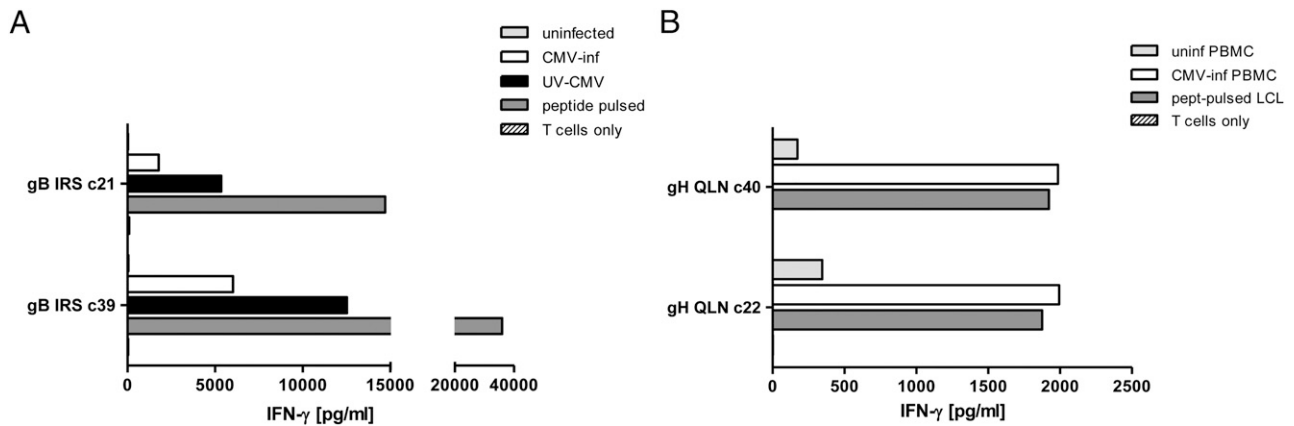 A
uninfected
CMV-inf
UV-CMV
peptide pulsed
T cells only
gB IRS c21
gB IRS c39
0 5000 10000 15000 20000 40000
IFN-γ [pg/ml]
B
uninf PBMC
CMV-inf PBMC
pept-pulsed LCL
T cells only
gH QLN c40
gH QLN c22
0 500 1000 1500 2000 2500
IFN-γ [pg/ml]